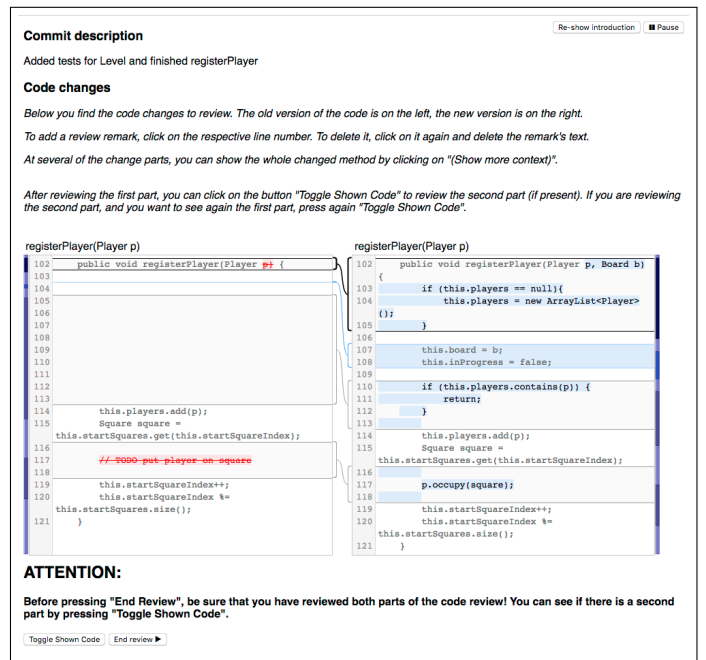 Re-show introduction
Pause
Commit description
Added tests for Level and finished registerPlayer
Code changes
Below you find the code changes to review. The old version of the code is on the left, the new version is on the right.
To add a review remark, click on the respective line number. To delete it, click on it again and delete the remark's text.
At several of the change parts, you can show the whole changed method by clicking on "(Show more context)".
After reviewing the first part, you can click on the button "Toggle Shown Code" to review the second part (if present). If you are reviewing
the second part, and you want to see again the first part, press again "Toggle Shown Code".
registerPlayer(Player p)
102 public void registerPlayer(Player p) {
103
104
105
106
107
108
109
110
111
112
113
114 this.players.add(p);
115 Square square =
this.startSquares.get(this.startSquareIndex);
116
117 // TODO put player on square
118
119 this.startSquareIndex++;
120 this.startSquareIndex %=
this.startSquares.size();
121 }
registerPlayer(Player p)
102 public void registerPlayer(Player p, Board b)
{
103 if (this.players == null){
104 this.players = new ArrayList<Player>
();
105 }
106
107 this.board = b;
108 this.inProgress = false;
109
110 if (this.players.contains(p)) {
111 return;
112 }
113
114 this.players.add(p);
115 Square square =
this.startSquares.get(this.startSquareIndex);
116
117 p.occupy(square);
118
119 this.startSquareIndex++;
120 this.startSquareIndex %=
this.startSquares.size();
121 }
ATTENTION:
Before pressing "End Review", be sure that you have reviewed both parts of the code review! You can see if there is a second
part by pressing "Toggle Shown Code".
Toggle Shown Code
End review